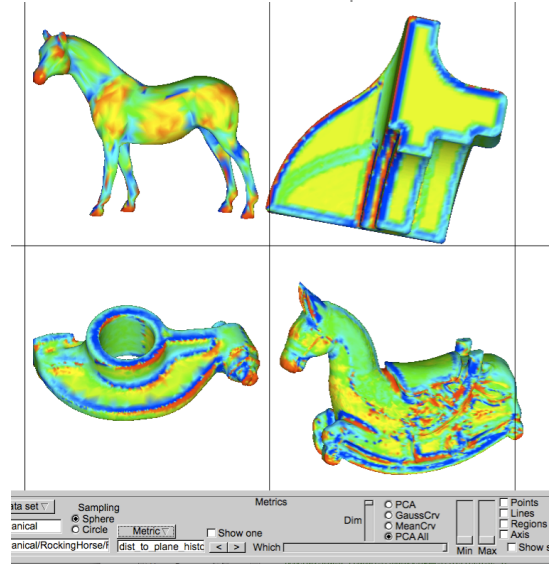 ata set
Sampling
Metrics
Sphere
Circle
anical
Metric
Show one
Dim
PCA
GaussCrv
MeanCrv
PCA All
Points
Lines
Regions
Axis
anical/RockingHorse/F
dist_to_plane_histo
< >
Which
Min Max
Show s